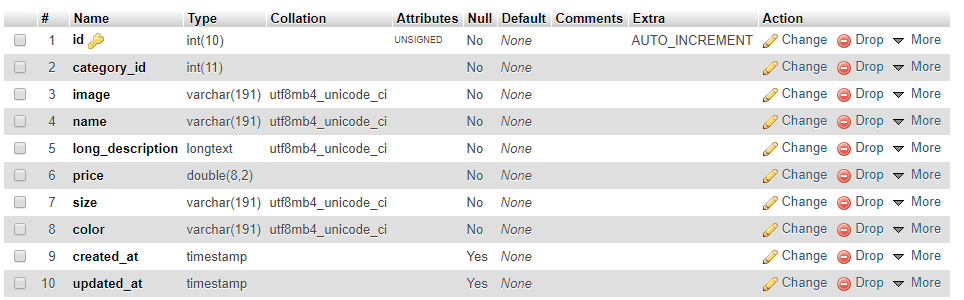 # Name Type Collation Attributes Null Default Comments Extra Action
1 id int(10) UNSIGNED No None AUTO_INCREMENT Change Drop More
2 category_id int(11) No None Change Drop More
3 image varchar(191) utf8mb4_unicode_ci No None Change Drop More
4 name varchar(191) utf8mb4_unicode_ci No None Change Drop More
5 long_description longtext utf8mb4_unicode_ci No None Change Drop More
6 price double(8,2) No None Change Drop More
7 size varchar(191) utf8mb4_unicode_ci No None Change Drop More
8 color varchar(191) utf8mb4_unicode_ci No None Change Drop More
9 created_at timestamp Yes None Change Drop More
10 updated_at timestamp Yes None Change Drop More